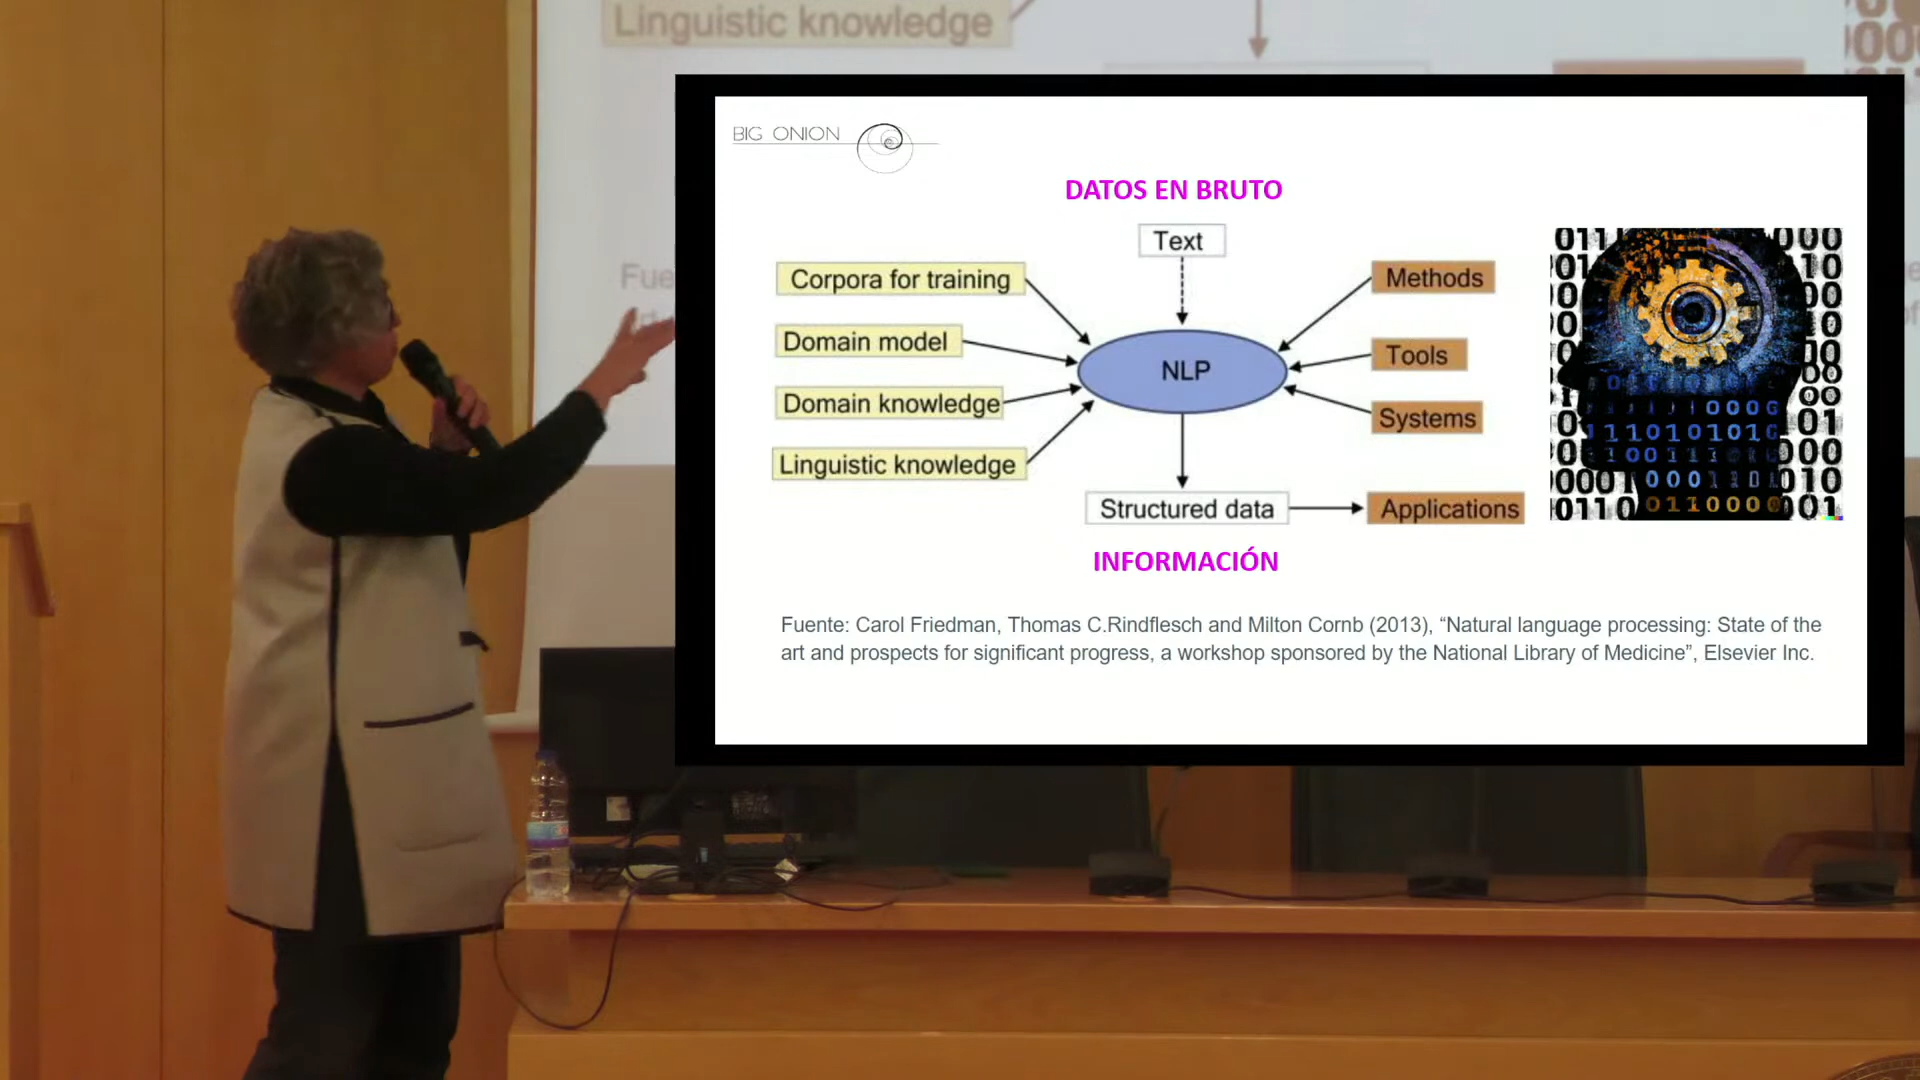 Linguistic knowledge
BIG ONION
DATOS EN BRUTO
Text
Corpora for training
Domain model
Domain knowledge
Linguistic knowledge
NLP
Methods
Tools
Systems
Structured data
Applications
INFORMACIÓN
Fuente: Carol Friedman, Thomas C.Rindflesch and Milton Cornb (2013), “Natural language processing: State of the
art and prospects for significant progress, a workshop sponsored by the National Library of Medicine”, Elsevier Inc.
Fue